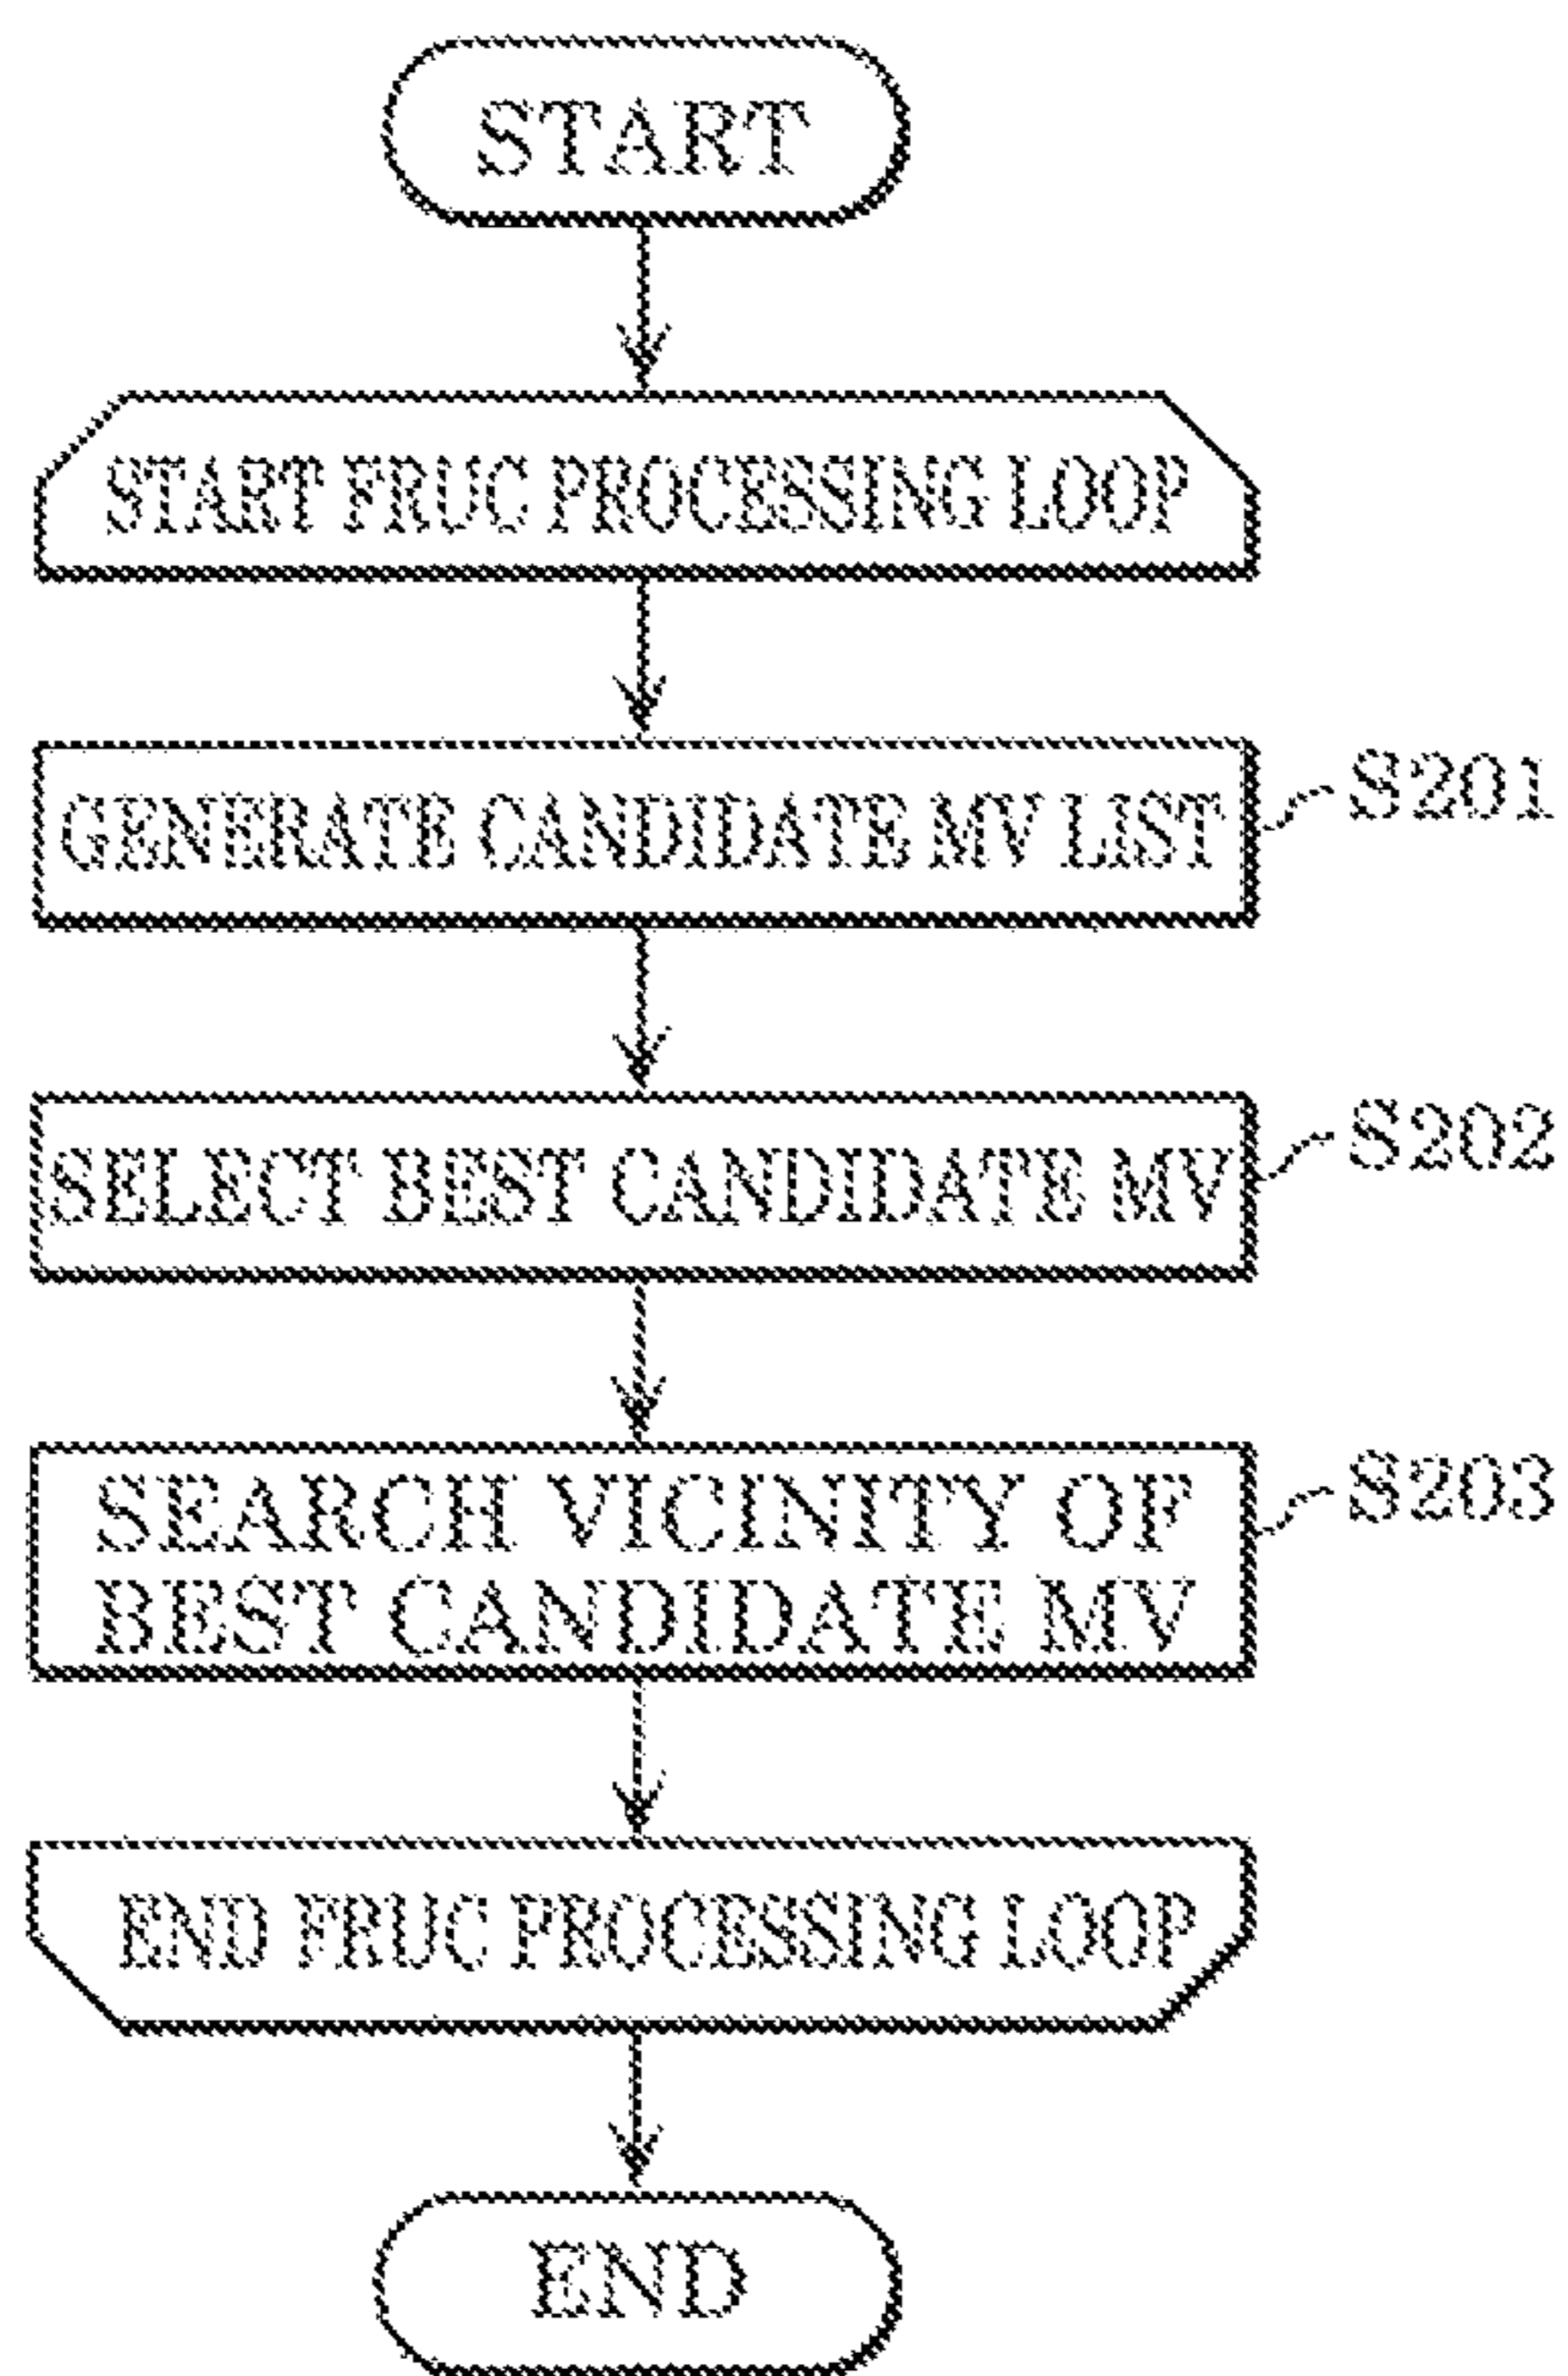 START
START FRUC PROCESSING LOOP
GENERATE CANDIDATE MV LIST
S201
SELECT BEST CANDIDATE MV
S202
SEARCH VICINITY OF
BEST CANDIDATE MV
S203
END FRUC PROCESSING LOOP
END